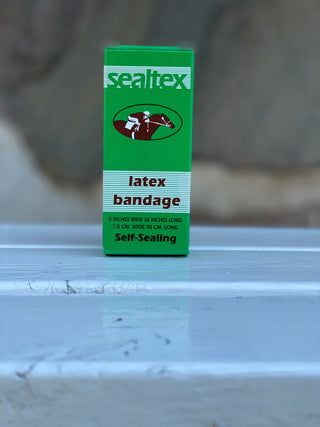 sealtex
latex
bandage
3 INCHES WIDE 36 INCHES LONG
7.5 CM. WIDE 90 CM. LONG
Self-Sealing